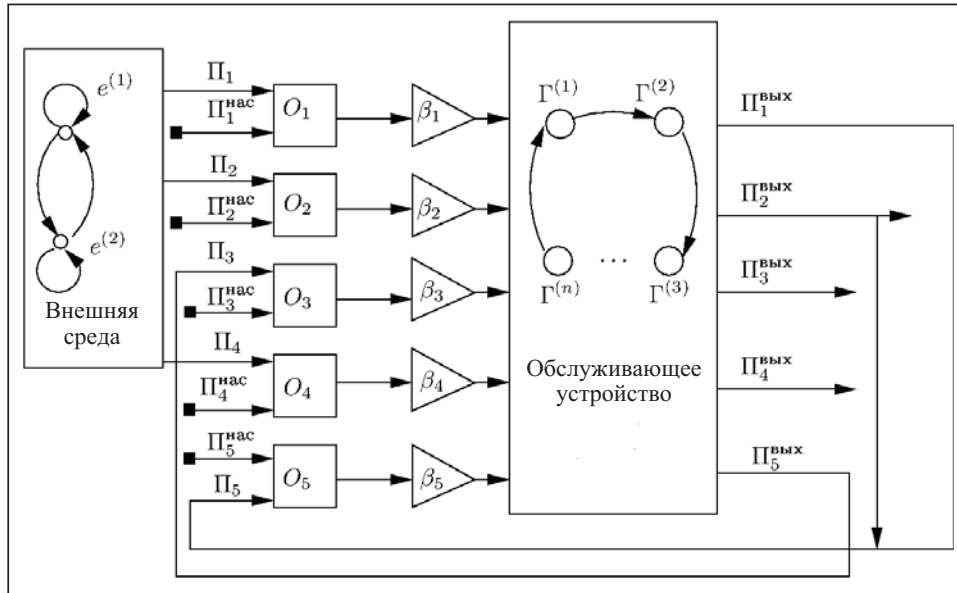 e^{(1)}
e^{(2)}
Внешняя
среда
Π_1
Π_1^{нас}
Π_2
Π_2^{нас}
Π_3
Π_3^{нас}
Π_4
Π_4^{нас}
Π_5^{нас}
Π_5
O_1
O_2
O_3
O_4
O_5
β_1
β_2
β_3
β_4
β_5
Γ^{(1)} Γ^{(2)}
...
Γ^{(n)} Γ^{(3)}
Обслуживающее
устройство
Π_1^{вых}
Π_2^{вых}
Π_3^{вых}
Π_4^{вых}
Π_5^{вых}